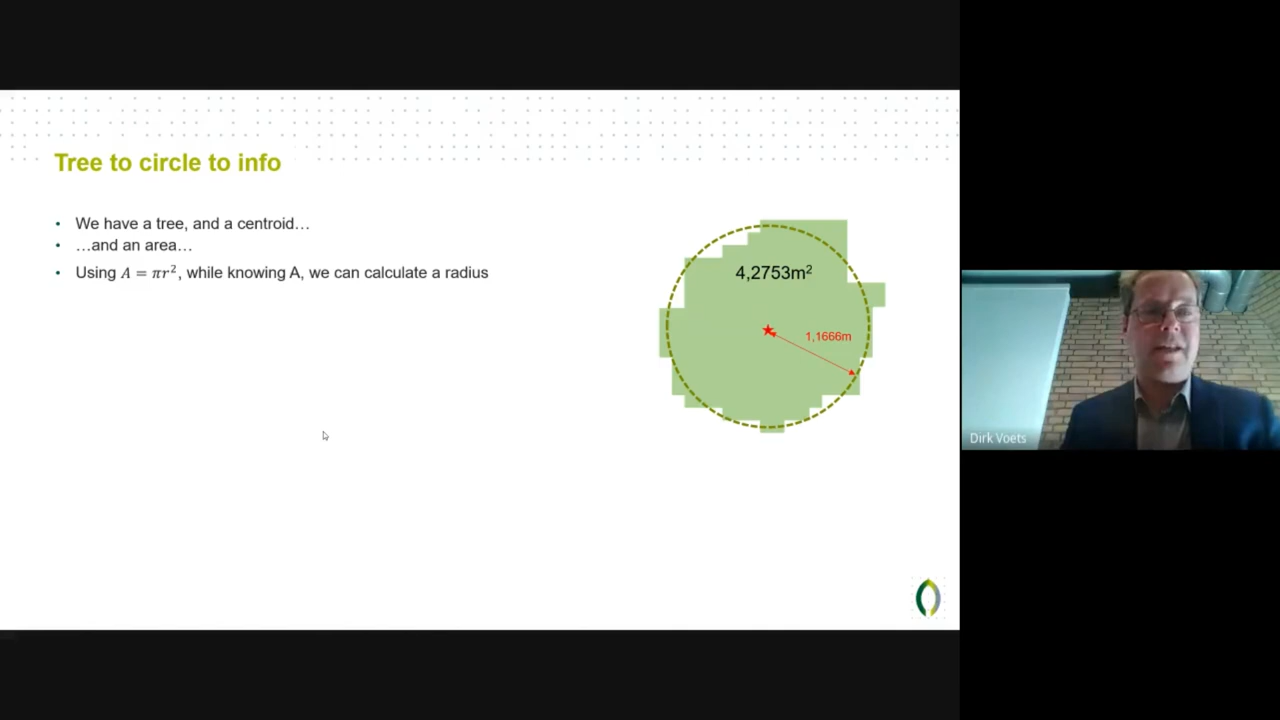 Tree to circle to info
• We have a tree, and a centroid…
• …and an area…
• Using A = πr², while knowing A, we can calculate a radius
4,2753m²
1,1666m
Dirk Voets